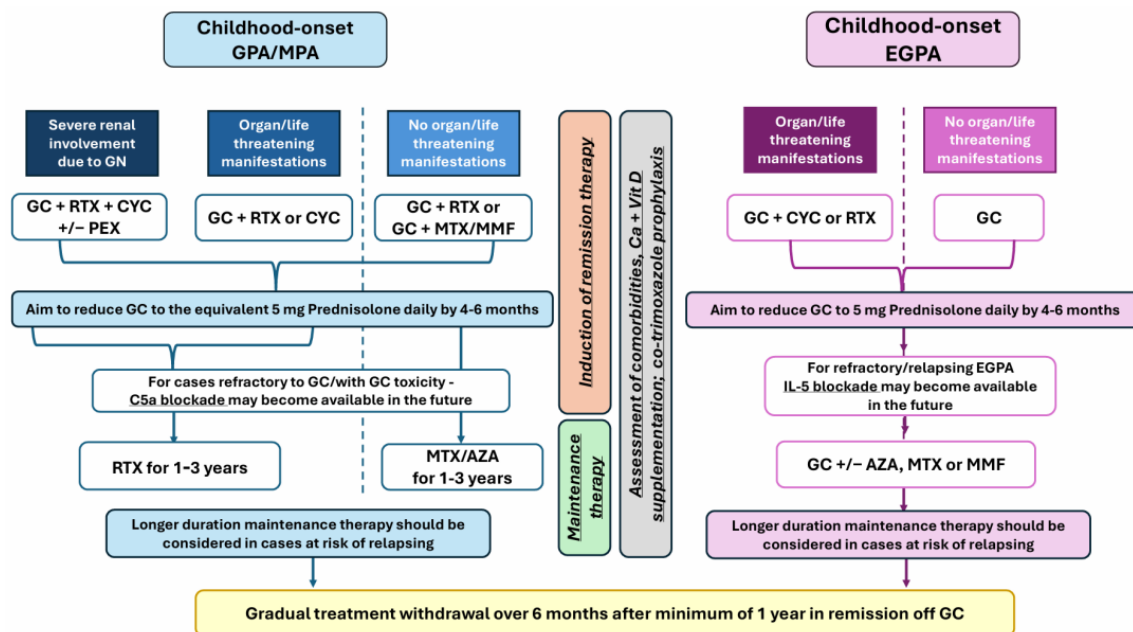 Childhood-onset
GPA/MPA
Childhood-onset
EGPA
Severe renal
involvement
due to GN
Organ/life
threatening
manifestations
No organ/life
threatening
manifestations
GC + RTX + CYC
+/− PEX
GC + RTX or CYC
GC + RTX or
GC + MTX/MMF
Aim to reduce GC to the equivalent 5 mg Prednisolone daily by 4-6 months
For cases refractory to GC/with GC toxicity -
C5a blockade may become available in the future
RTX for 1-3 years
MTX/AZA
for 1-3 years
Longer duration maintenance therapy should be
considered in cases at risk of relapsing
Induction of remission therapy
Maintenance
therapy
Assessment of comorbidities, Ca + Vit D
supplementation; co-trimoxazole prophylaxis
Organ/life
threatening
manifestations
No organ/life
threatening
manifestations
GC + CYC or RTX
GC
Aim to reduce GC to 5 mg Prednisolone daily by 4-6 months
For refractory/relapsing EGPA
IL-5 blockade may become available
in the future
GC +/− AZA, MTX or MMF
Longer duration maintenance therapy should be
considered in cases at risk of relapsing
Gradual treatment withdrawal over 6 months after minimum of 1 year in remission off GC